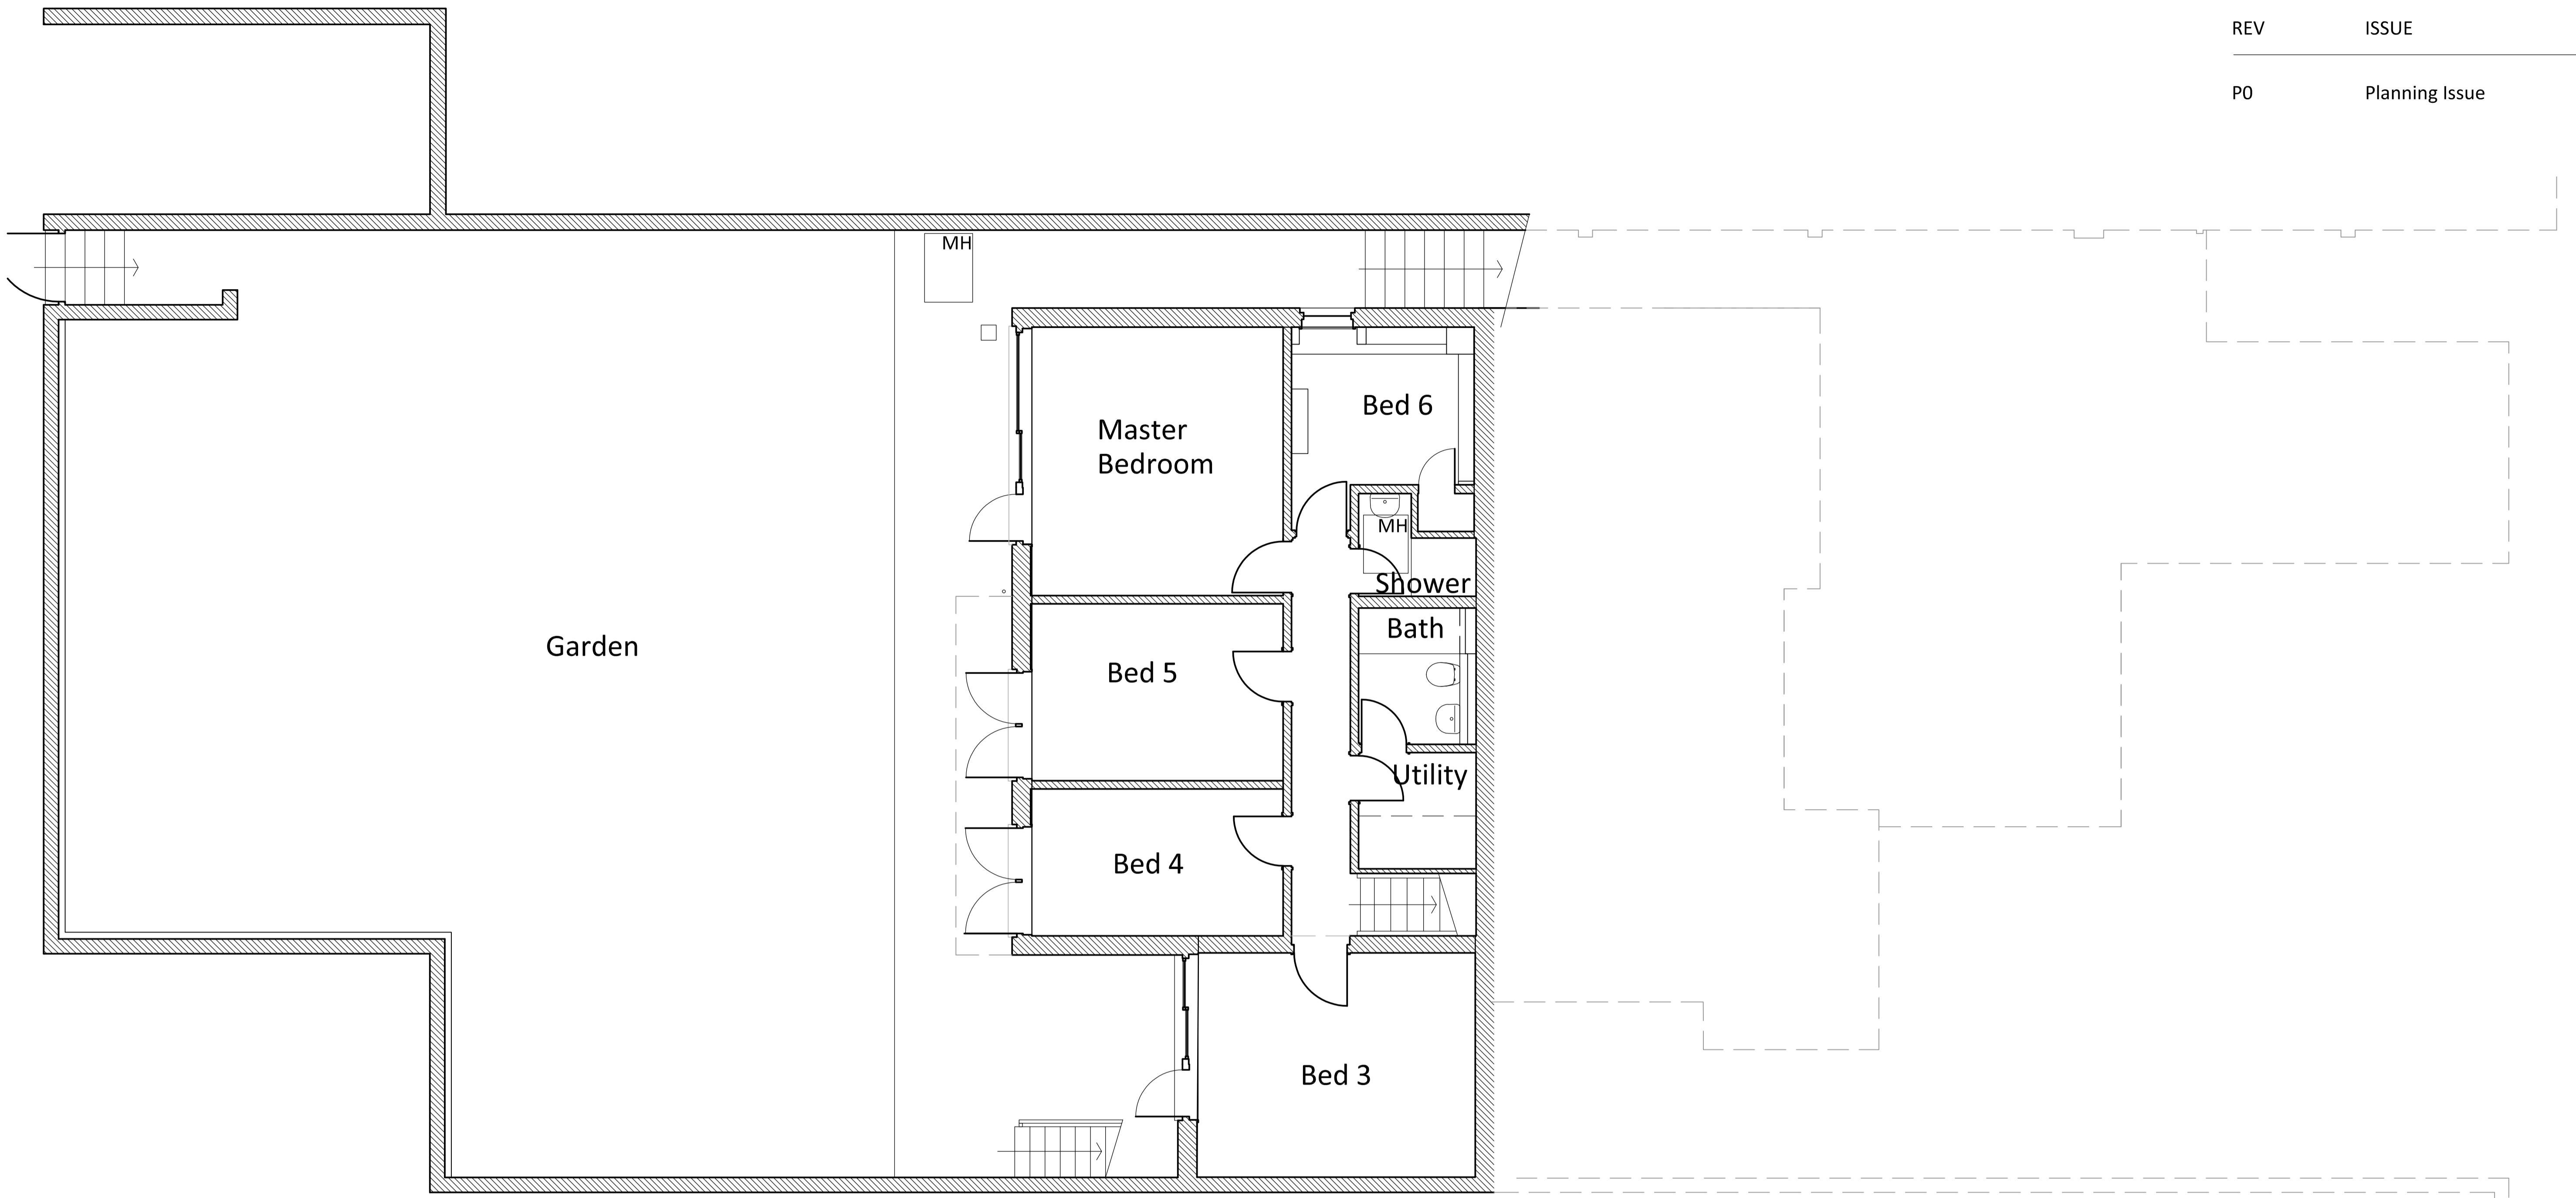 REV ISSUE
P0 Planning Issue
MH
Bed 6
Master
Bedroom
MH
Shower
Bath
Garden
Bed 5
Utility
Bed 4
Bed 3